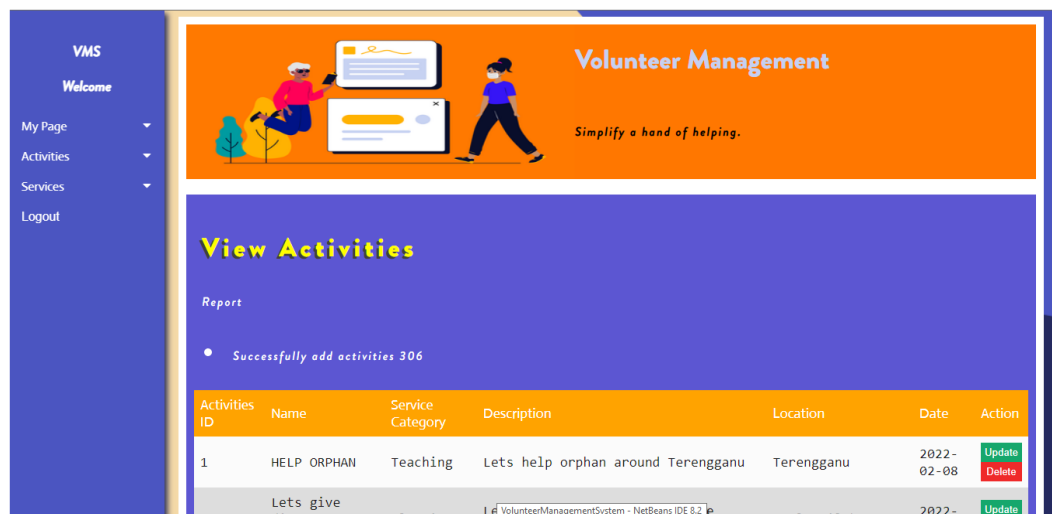 VMS
Welcome
My Page
Activities
Services
Logout
Volunteer Management
Simplify a hand of helping.
View Activities
Report
Successfully add activities 306
Activities ID Name Service Category Description Location Date Action
1 HELP ORPHAN Teaching Lets help orphan around Terengganu Terengganu 2022-02-08 Update
Delete
Lets give
VolunteerManagementSystem - NetBeans IDE 8.2
2022- Update